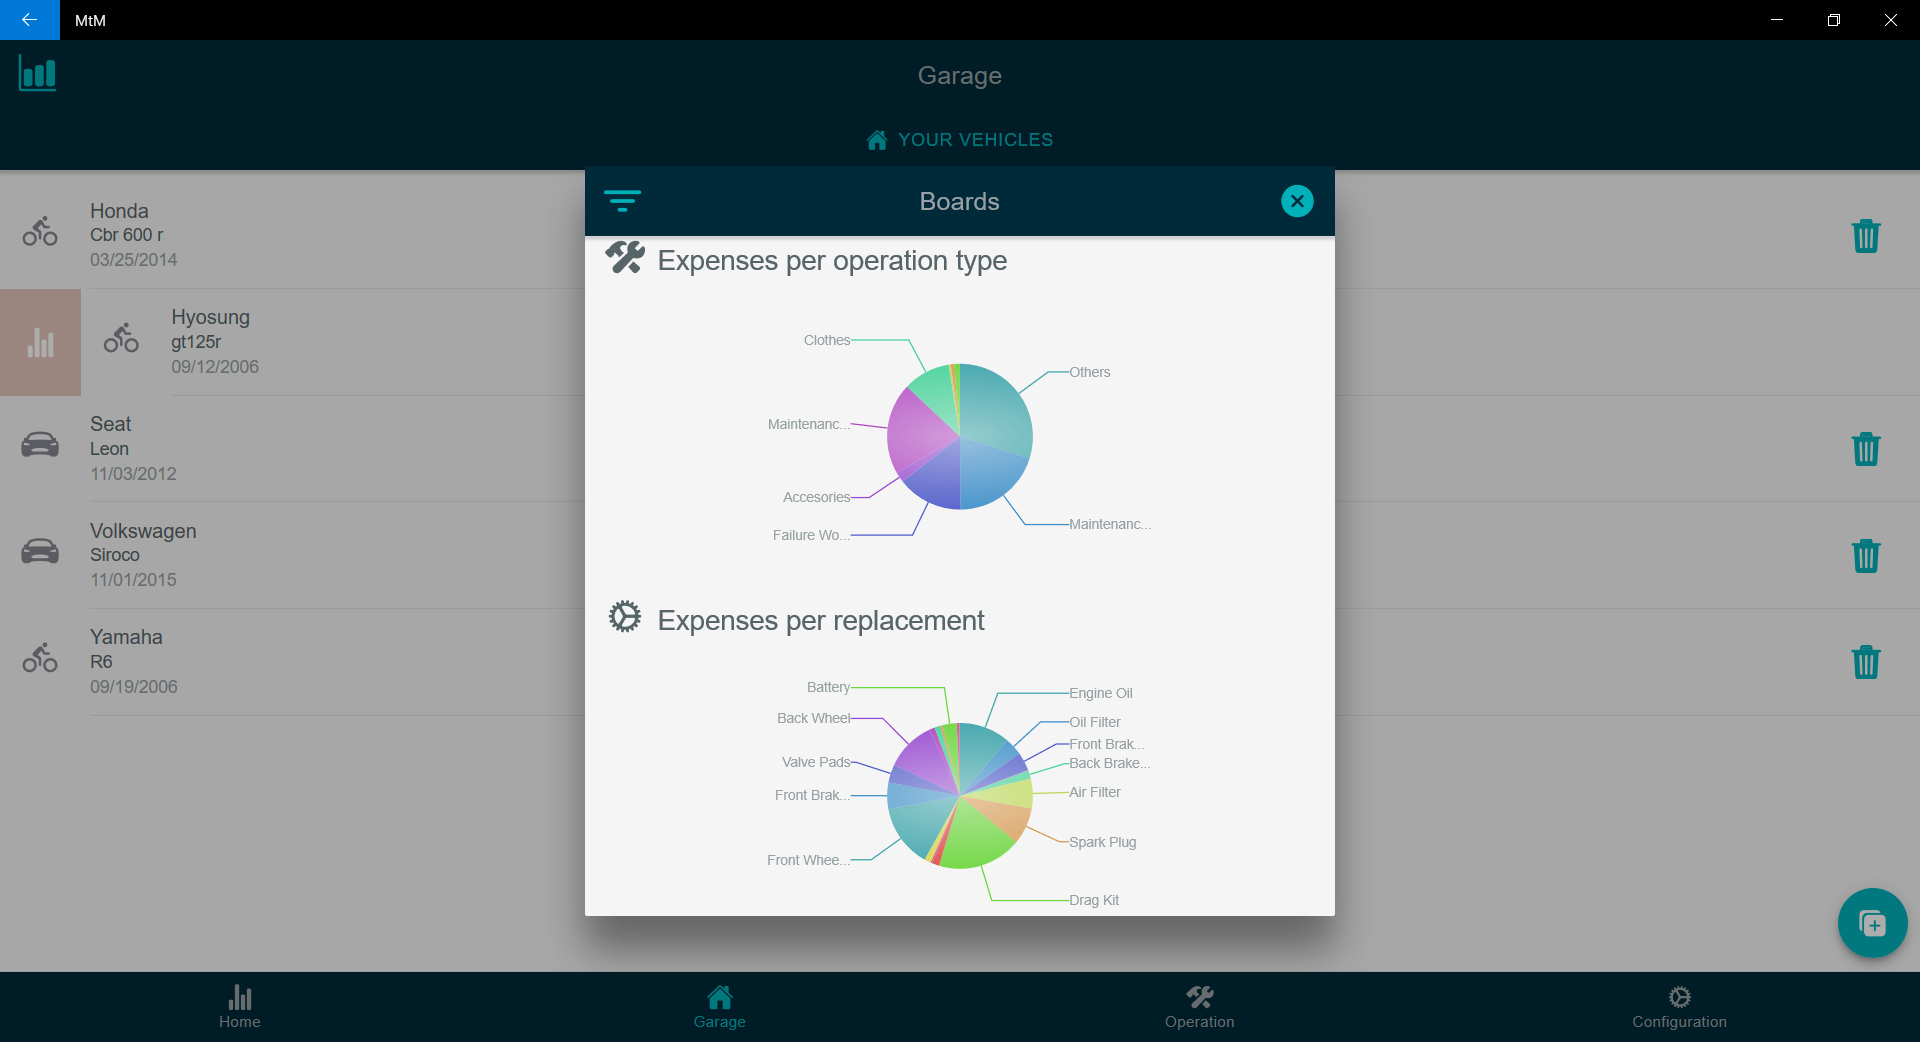 MtM
Garage
YOUR VEHICLES
Honda
Cbr 600 r
03/25/2014
Hyosung
gt125r
09/12/2006
Seat
Leon
11/03/2012
Volkswagen
Siroco
11/01/2015
Yamaha
R6
09/19/2006
Boards
Expenses per operation type
Clothes
Others
Maintenanc...
Accesories
Maintenanc...
Failure Wo...
Expenses per replacement
Battery
Engine Oil
Back Wheel
Oil Filter
Front Brak...
Valve Pads
Back Brake...
Front Brak...
Air Filter
Spark Plug
Front Whee...
Drag Kit
Home
Garage
Operation
Configuration